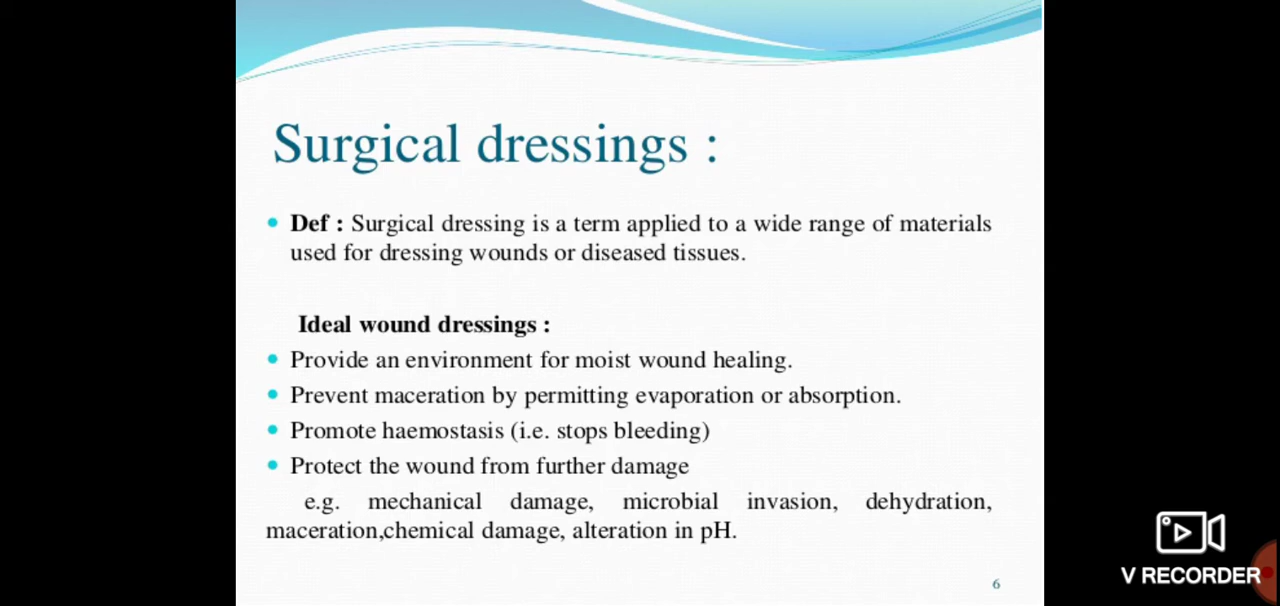 Surgical dressings :
Def : Surgical dressing is a term applied to a wide range of materials
used for dressing wounds or diseased tissues.
Ideal wound dressings :
Provide an environment for moist wound healing.
Prevent maceration by permitting evaporation or absorption.
Promote haemostasis (i.e. stops bleeding)
Protect the wound from further damage
e.g. mechanical damage, microbial invasion, dehydration,
maceration,chemical damage, alteration in pH.
6
V RECORDER